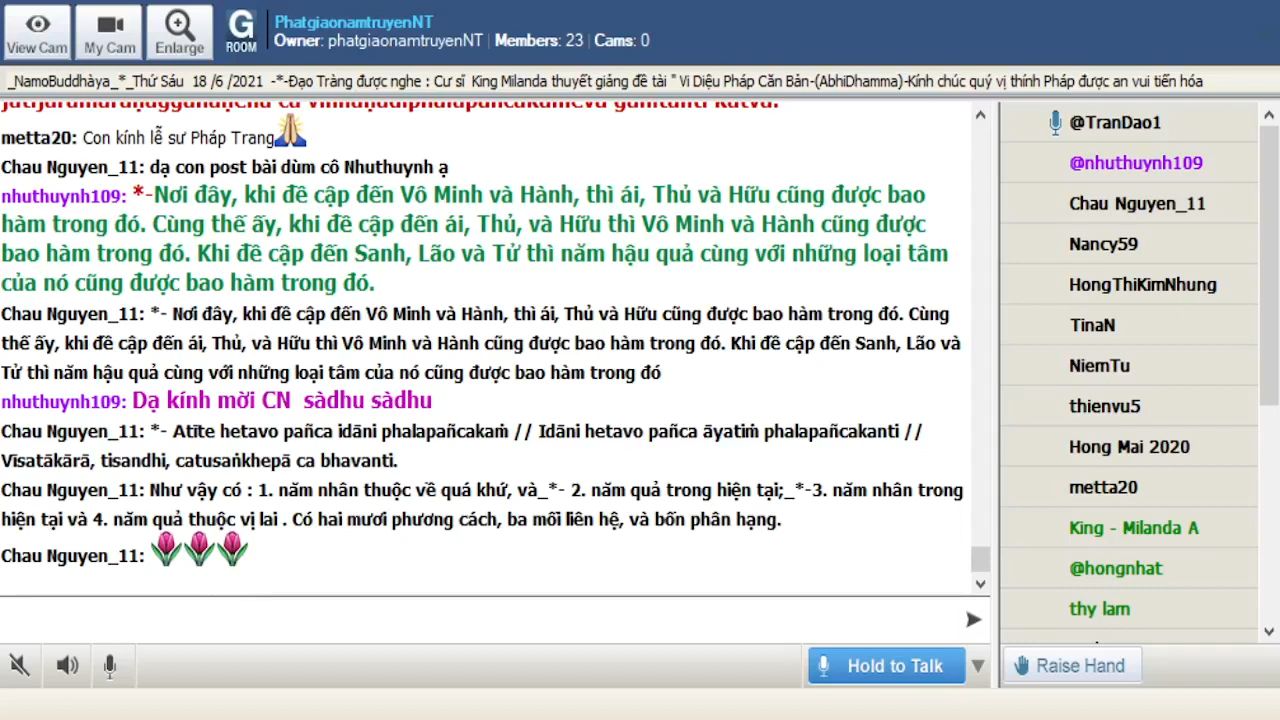 View Cam
My Cam
Enlarge
G
ROOM
PhatgiaonamtruyenNT
Owner: phatgiaonamtruyenNT | Members: 23 | Cams: 0
_NamoBuddhàya_*_Thứ Sáu 18 /6 /2021 -*-Đạo Tràng được nghe : Cư sĩ King Milanda thuyết giảng đề tài " Vi Diệu Pháp Căn Bản-(AbhiDhamma)-Kính chúc quý vị thính Pháp được an vui tiến hóa
metta20: Con kính lễ sư Pháp Trang
Chau Nguyen_11: dạ con post bài dùm cô Nhuthuynh ạ
nhuthuynh109: *-Nơi đây, khi đề cập đến Vô Minh và Hành, thì ái, Thủ và Hữu cũng được bao
hàm trong đó. Cùng thế ấy, khi đề cập đến ái, Thủ, và Hữu thì Vô Minh và Hành cũng được
bao hàm trong đó. Khi đề cập đến Sanh, Lão và Tử thì năm hậu quả cùng với những loại tâm
của nó cũng được bao hàm trong đó.
Chau Nguyen_11: *- Nơi đây, khi đề cập đến Vô Minh và Hành, thì ái, Thủ và Hữu cũng được bao hàm trong đó. Cùng
thế ấy, khi đề cập đến ái, Thủ, và Hữu thì Vô Minh và Hành cũng được bao hàm trong đó. Khi đề cập đến Sanh, Lão và
Tử thì năm hậu quả cùng với những loại tâm của nó cũng được bao hàm trong đó
nhuthuynh109: Dạ kính mời CN sàdhu sàdhu
Chau Nguyen_11: *- Atīte hetavo pañca idāni phalapañcakaṁ // Idāni hetavo pañca āyatiṁ phalapañcakanti //
Vīsatākārā, tisandhi, catusaṅkhepā ca bhavanti.
Chau Nguyen_11: Như vậy có : 1. năm nhân thuộc về quá khứ, và_*- 2. năm quả trong hiện tại;_*-3. năm nhân trong
hiện tại và 4. năm quả thuộc vị lai . Có hai mươi phương cách, ba mối liên hệ, và bốn phân hạng.
Chau Nguyen_11:
@TranDao1
@nhuthuynh109
Chau Nguyen_11
Nancy59
HongThiKimNhung
TinaN
NiemTu
thienvu5
Hong Mai 2020
metta20
King - Milanda A
@hongnhat
thy lam
Hold to Talk
Raise Hand